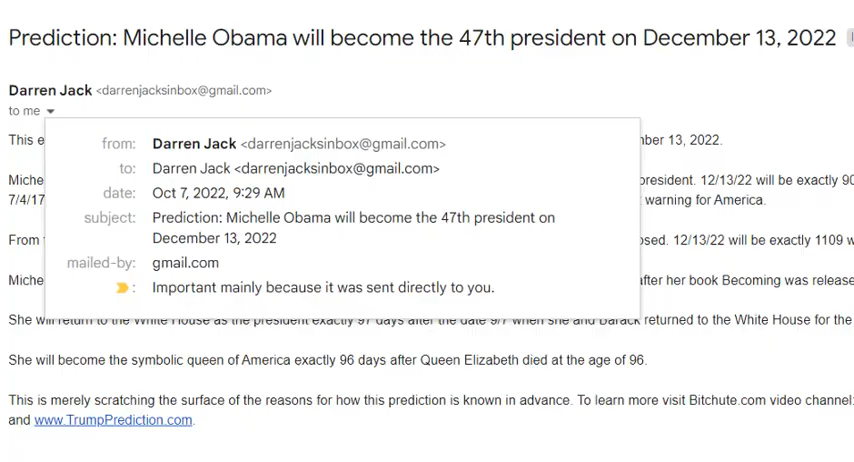 Prediction: Michelle Obama will become the 47th president on December 13, 2022
Darren Jack <darrenjacksinbox@gmail.com>
to me
from: Darren Jack <darrenjacksinbox@gmail.com>
to: Darren Jack <darrenjacksinbox@gmail.com>
date: Oct 7, 2022, 9:29 AM
subject: Prediction: Michelle Obama will become the 47th president on
December 13, 2022
mailed-by: gmail.com
: Important mainly because it was sent directly to you.
This e
ber 13, 2022.
Miche
president. 12/13/22 will be exactly 90
7/4/17
warning for America.
From
osed. 12/13/22 will be exactly 1109 w
Miche
after her book Becoming was release
She will return to the White House as the president exactly 97 days after the date 9/7 when she and Barack returned to the White House for the
She will become the symbolic queen of America exactly 96 days after Queen Elizabeth died at the age of 96.
This is merely scratching the surface of the reasons for how this prediction is known in advance. To learn more visit Bitchute.com video channel:
and www.TrumpPrediction.com.